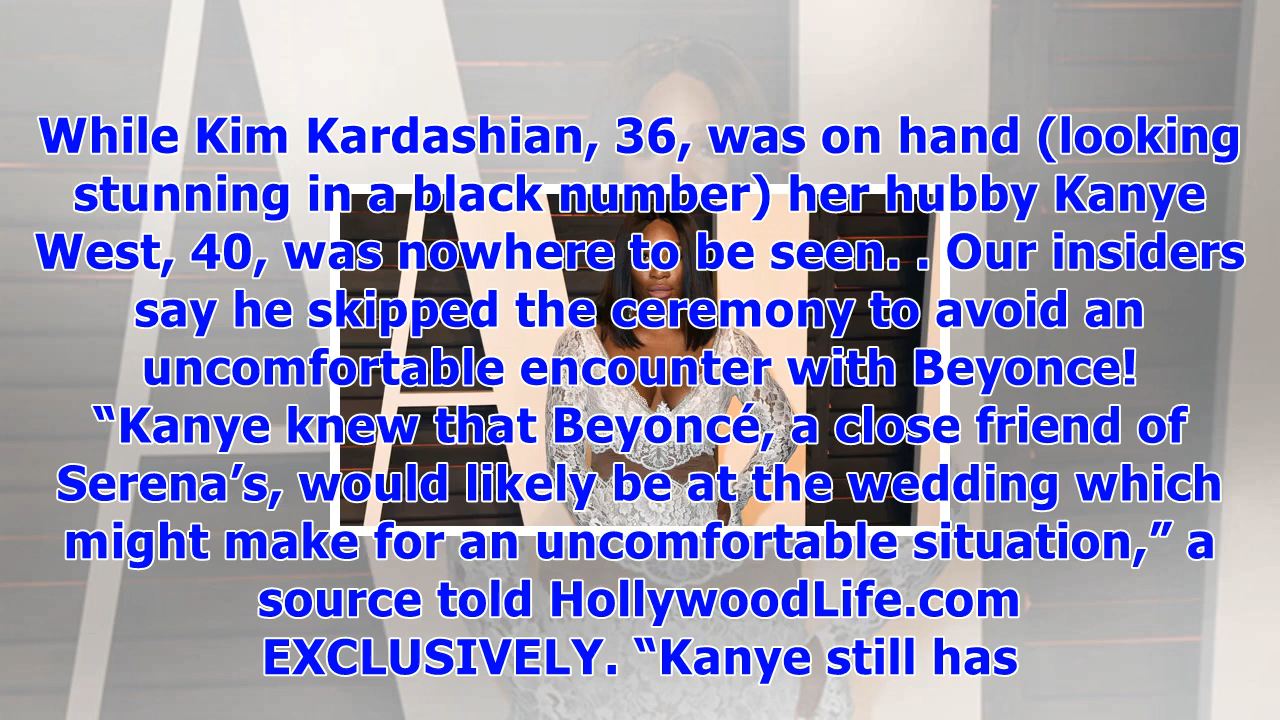 While Kim Kardashian, 36, was on hand (looking
stunning in a black number) her hubby Kanye
West, 40, was nowhere to be seen. . Our insiders
say he skipped the ceremony to avoid an
uncomfortable encounter with Beyonce!
“Kanye knew that Beyoncé, a close friend of
Serena’s, would likely be at the wedding which
might make for an uncomfortable situation,” a
source told HollywoodLife.com
EXCLUSIVELY. “Kanye still has